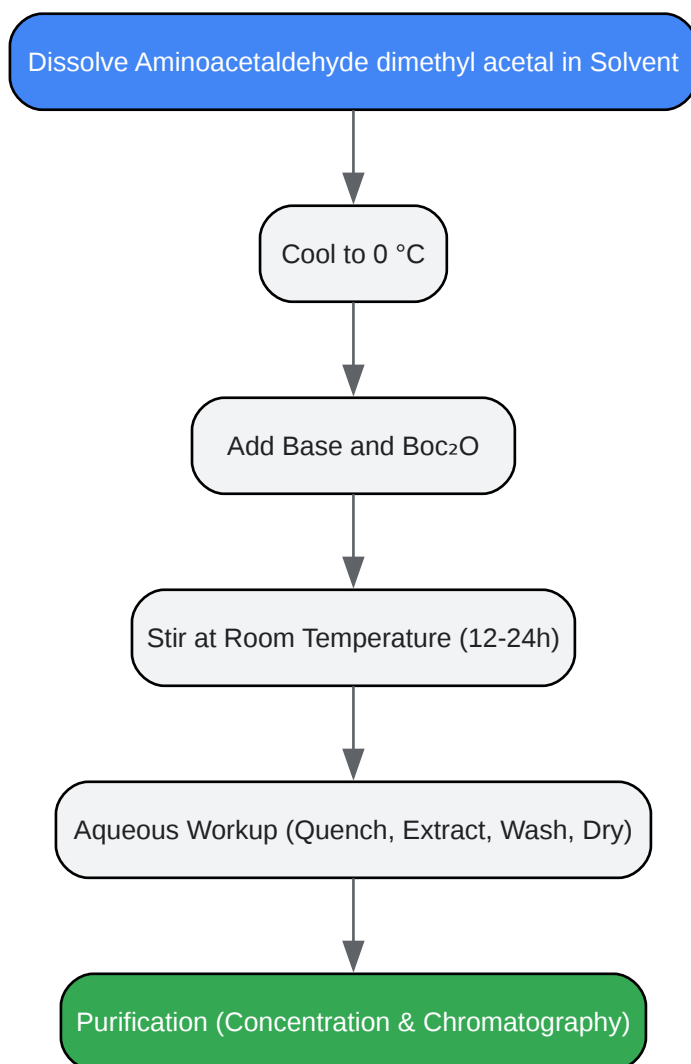 Dissolve Aminoacetaldehyde dimethyl acetal in Solvent
Cool to 0 °C
Add Base and Boc₂O
Stir at Room Temperature (12-24h)
Aqueous Workup (Quench, Extract, Wash, Dry)
Purification (Concentration & Chromatography)